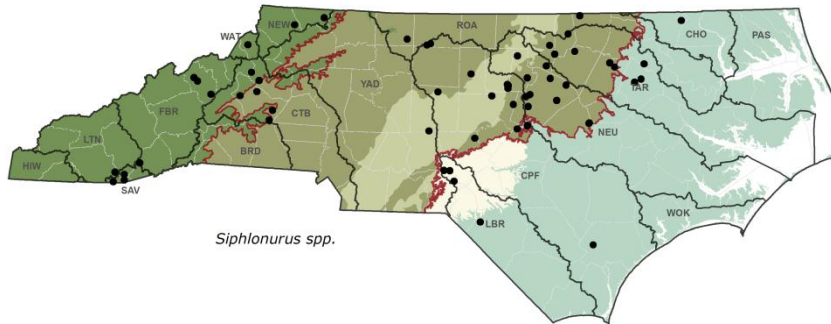 NEW
ROA
WAT
CHO
PAS
YAD
FBR
TAR
CTB
LTN
NEU
BRD
HIW
CPF
SAV
WOK
LBR
Siphlonurus spp.